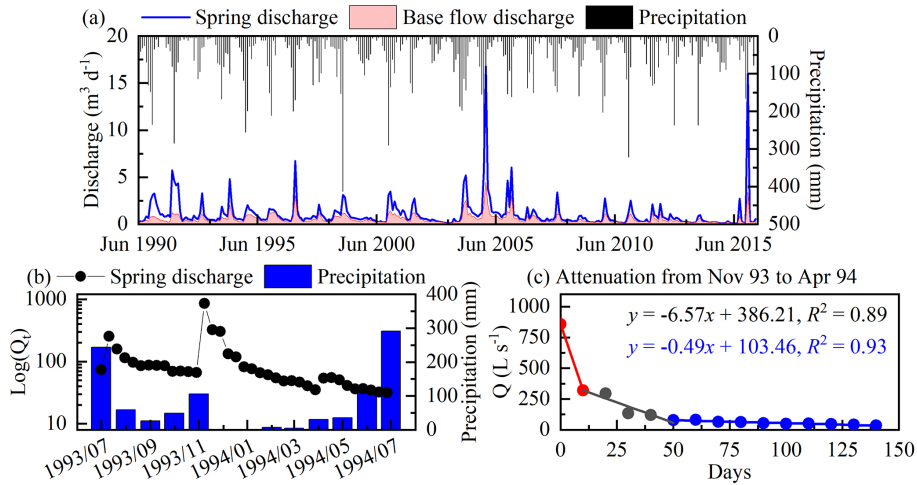 (a) Spring discharge Base flow discharge Precipitation
20 15 10 5 0
Discharge (m³ d⁻¹)
0 100 200 300 400 500
Precipitation (mm)
Jun 1990 Jun 1995 Jun 2000 Jun 2005 Jun 2010 Jun 2015
(b) Spring discharge Precipitation
1000 100 10
Log(Qt)
400 300 200 100 0
Precipitation (mm)
1993/07 1993/09 1993/11 1994/01 1994/03 1994/05 1994/07
(c) Attenuation from Nov 93 to Apr 94
y = -6.57x + 386.21, R² = 0.89
y = -0.49x + 103.46, R² = 0.93
1000 750 500 250 0
Q (L s⁻¹)
0 25 50 75 100 125 150
Days